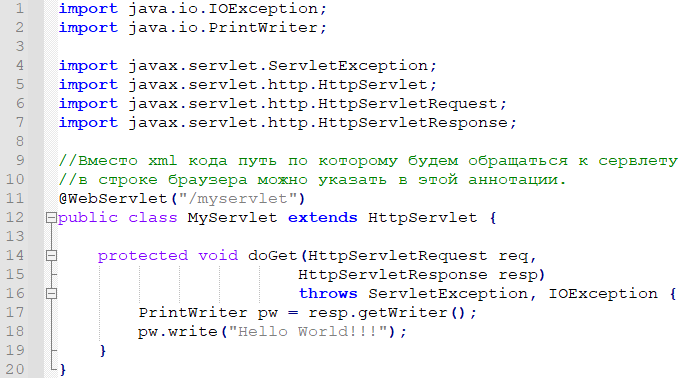 1 import java.io.IOException;
2 import java.io.PrintWriter;
3
4 import javax.servlet.ServletException;
5 import javax.servlet.http.HttpServlet;
6 import javax.servlet.http.HttpServletRequest;
7 import javax.servlet.http.HttpServletResponse;
8
9 //Вместо xml кода путь по которому будем обращаться к сервлету
10 //в строке браузера можно указать в этой аннотации.
11 @WebServlet("/myservlet")
12 public class MyServlet extends HttpServlet {
13
14     protected void doGet(HttpServletRequest req,
15                         HttpServletResponse resp)
16                         throws ServletException, IOException {
17         PrintWriter pw = resp.getWriter();
18         pw.write("Hello World!!!");
19     }
20 }